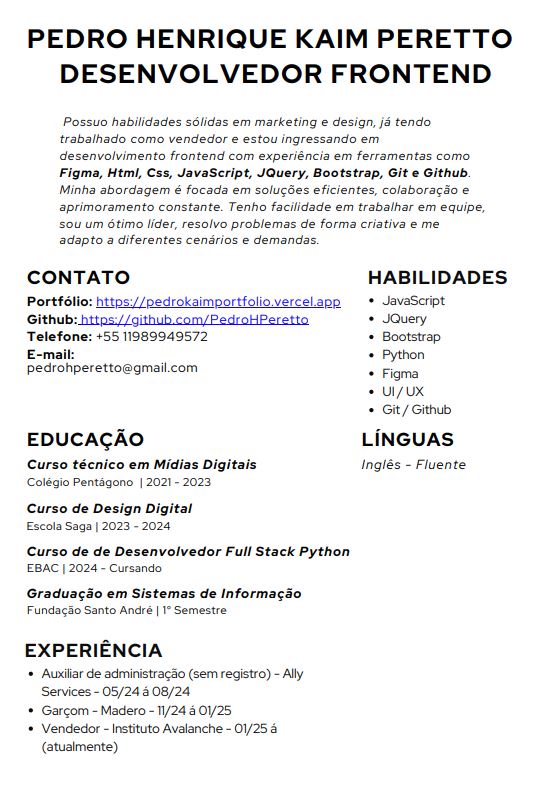 PEDRO HENRIQUE KAIM PERETTO
DESENVOLVEDOR FRONTEND
Possuo habilidades sólidas em marketing e design, já tendo
trabalhado como vendedor e estou ingressando em
desenvolvimento frontend com experiência em ferramentas como
Figma, Html, Css, JavaScript, JQuery, Bootstrap, Git e Github.
Minha abordagem é focada em soluções eficientes, colaboração e
aprimoramento constante. Tenho facilidade em trabalhar em equipe,
sou um ótimo líder, resolvo problemas de forma criativa e me
adapto a diferentes cenários e demandas.
CONTATO
Portfólio: https://pedrokaimportfolio.vercel.app
Github: https://github.com/PedroHPeretto
Telefone: +55 11989949572
E-mail:
pedrohperetto@gmail.com
HABILIDADES
• JavaScript
• JQuery
• Bootstrap
• Python
• Figma
• UI / UX
• Git / Github
EDUCAÇÃO
Curso técnico em Mídias Digitais
Colégio Pentágono | 2021 - 2023
Curso de Design Digital
Escola Saga | 2023 - 2024
Curso de de Desenvolvedor Full Stack Python
EBAC | 2024 - Cursando
Graduação em Sistemas de Informação
Fundação Santo André | 1° Semestre
LÍNGUAS
Inglês - Fluente
EXPERIÊNCIA
• Auxiliar de administração (sem registro) - Ally
Services - 05/24 á 08/24
• Garçom - Madero - 11/24 á 01/25
• Vendedor - Instituto Avalanche - 01/25 á
(atualmente)